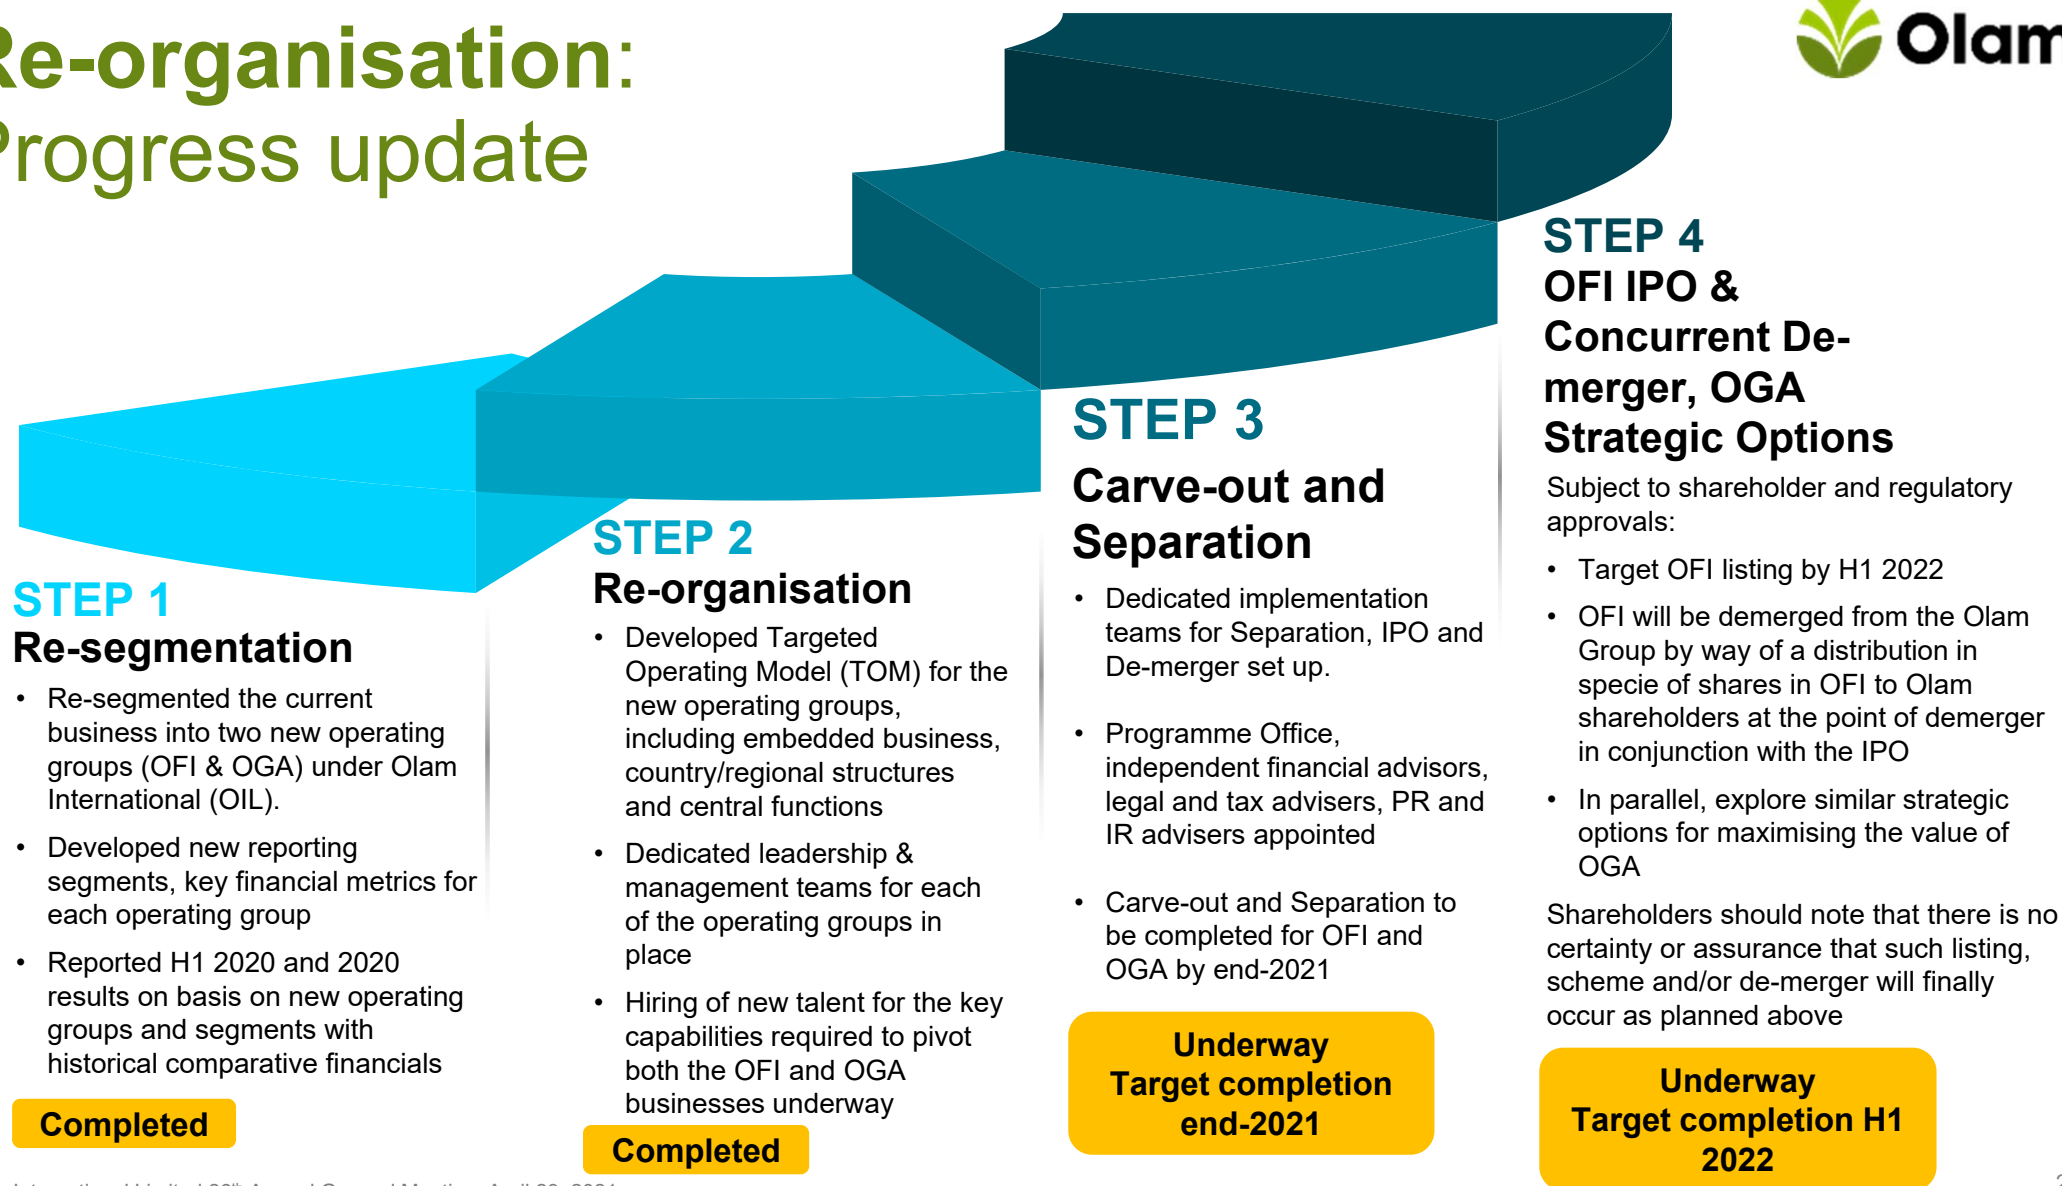 Re-organisation:
Progress update
Olam
STEP 1
Re-segmentation
• Re-segmented the current
business into two new operating
groups (OFI & OGA) under Olam
International (OIL).
• Developed new reporting
segments, key financial metrics for
each operating group
• Reported H1 2020 and 2020
results on basis on new operating
groups and segments with
historical comparative financials
Completed
STEP 2
Re-organisation
• Developed Targeted
Operating Model (TOM) for the
new operating groups,
including embedded business,
country/regional structures
and central functions
• Dedicated leadership &
management teams for each
of the operating groups in
place
• Hiring of new talent for the key
capabilities required to pivot
both the OFI and OGA
businesses underway
Completed
STEP 3
Carve-out and
Separation
• Dedicated implementation
teams for Separation, IPO and
De-merger set up.
• Programme Office,
independent financial advisors,
legal and tax advisers, PR and
IR advisers appointed
• Carve-out and Separation to
be completed for OFI and
OGA by end-2021
Underway
Target completion
end-2021
STEP 4
OFI IPO &
Concurrent De-
merger, OGA
Strategic Options
Subject to shareholder and regulatory
approvals:
• Target OFI listing by H1 2022
• OFI will be demerged from the Olam
Group by way of a distribution in
specie of shares in OFI to Olam
shareholders at the point of demerger
in conjunction with the IPO
• In parallel, explore similar strategic
options for maximising the value of
OGA
Shareholders should note that there is no
certainty or assurance that such listing,
scheme and/or de-merger will finally
occur as planned above
Underway
Target completion H1
2022